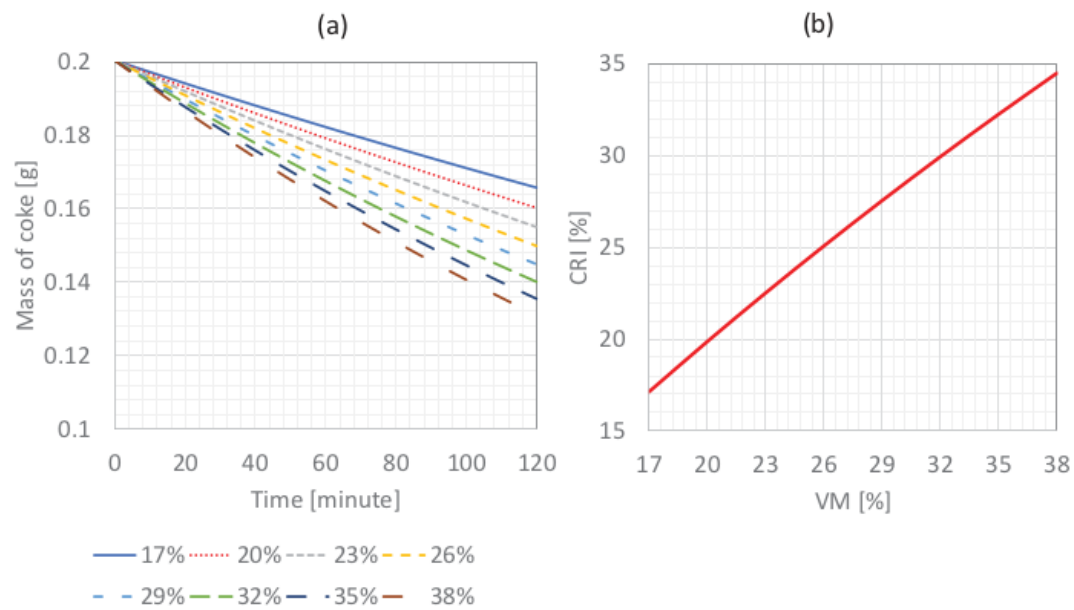 (a)
0.2
0.18
0.16
0.14
0.12
0.1
Mass of coke [g]
0 20 40 60 80 100 120
Time [minute]
17% 20% 23% 26%
29% 32% 35% 38%
(b)
35
30
25
20
15
CRI [%]
17 20 23 26 29 32 35 38
VM [%]